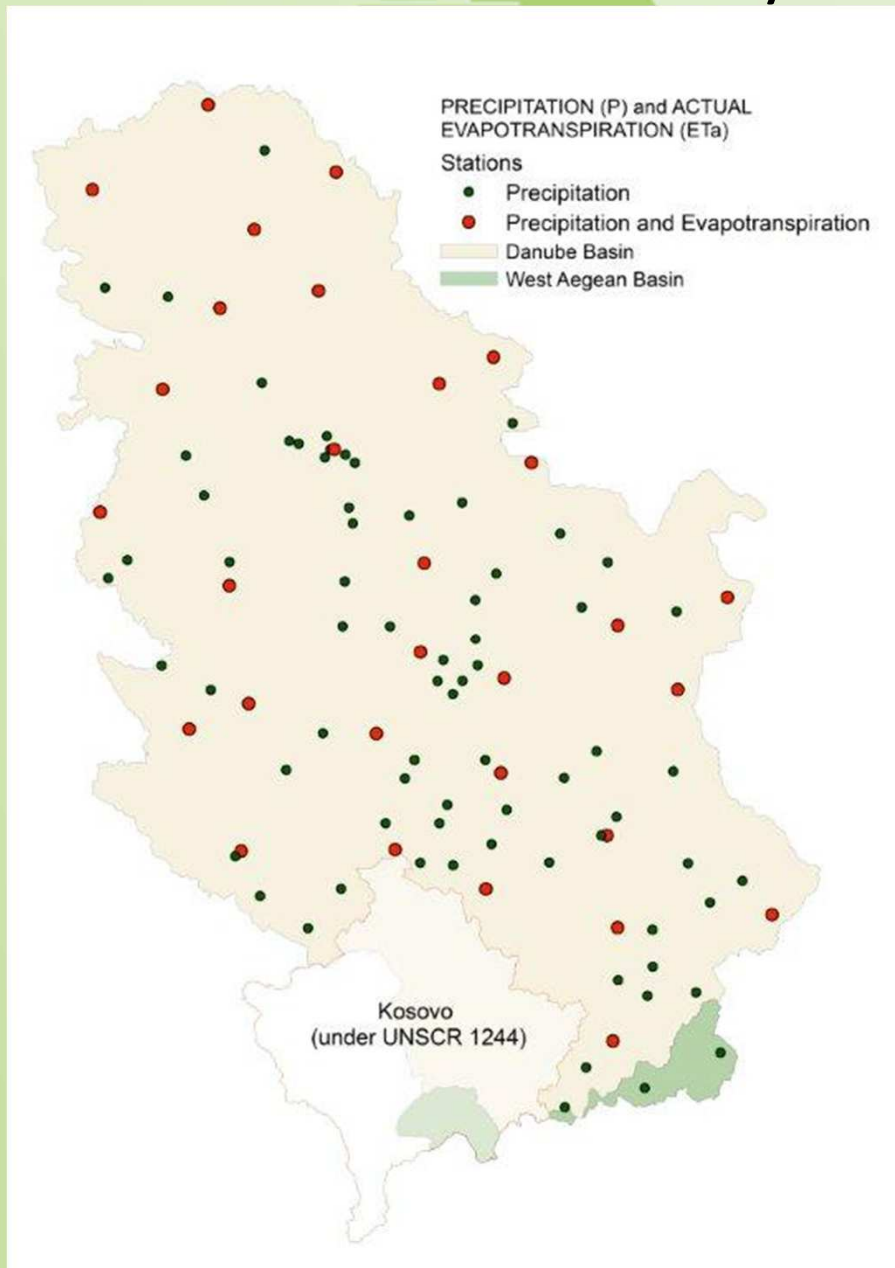 PRECIPITATION (P) and ACTUAL
EVAPOTRANSPIRATION (ETa)
Stations
Precipitation
Precipitation and Evapotranspiration
Danube Basin
West Aegean Basin
Kosovo
(under UNSCR 1244)